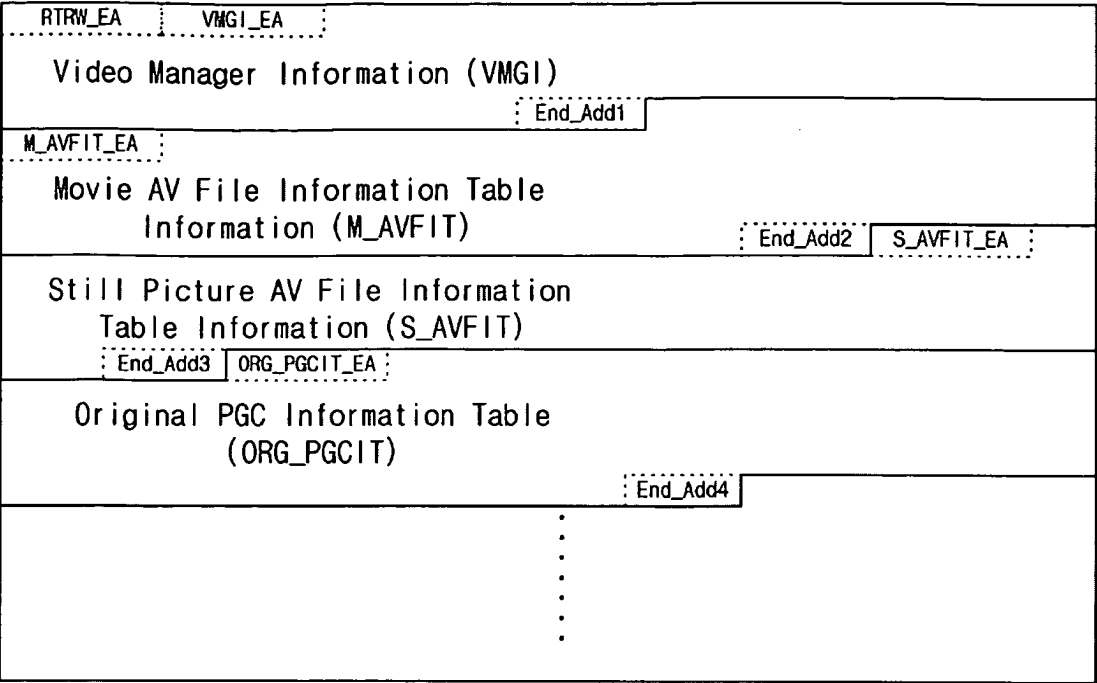 RTRW_EA VMGI_EA
Video Manager Information (VMGI)
End_Add1
M_AVFIT_EA
Movie AV File Information Table
Information (M_AVFIT)
End_Add2 S_AVFIT_EA
Still Picture AV File Information
Table Information (S_AVFIT)
End_Add3 ORG_PGCIT_EA
Original PGC Information Table
(ORG_PGCIT)
End_Add4